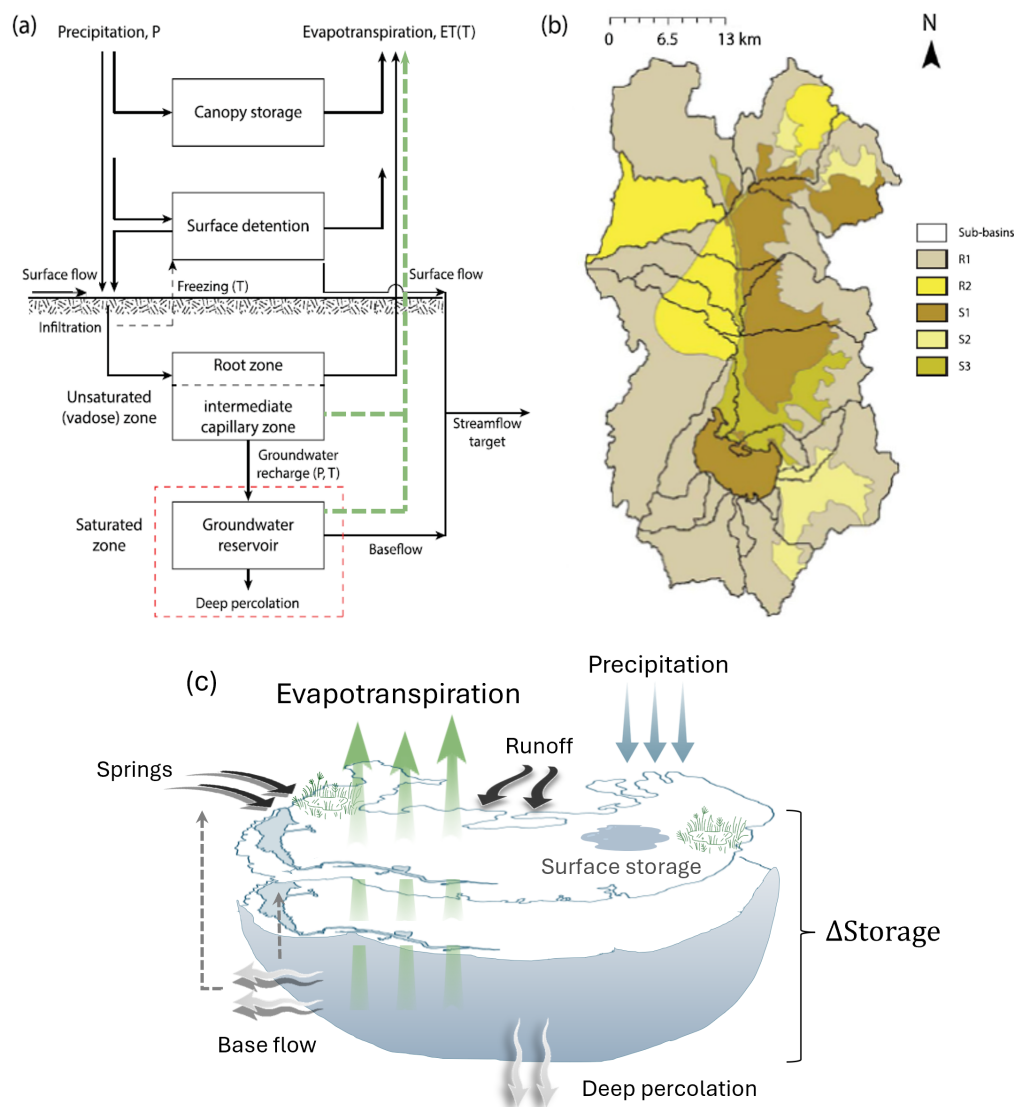 (a)
Precipitation, P
Evapotranspiration, ET(T)
Canopy storage
Surface detention
Surface flow
Freezing (T)
Surface flow
Infiltration
Root zone
Unsaturated
(vadose) zone
intermediate
capillary zone
Streamflow
target
Groundwater
recharge (P, T)
Saturated
zone
Groundwater
reservoir
Baseflow
Deep percolation
(b)
0 6.5 13 km
N
Sub-basins
R1
R2
S1
S2
S3
(c)
Precipitation
Evapotranspiration
Runoff
Springs
Surface storage
ΔStorage
Base flow
Deep percolation